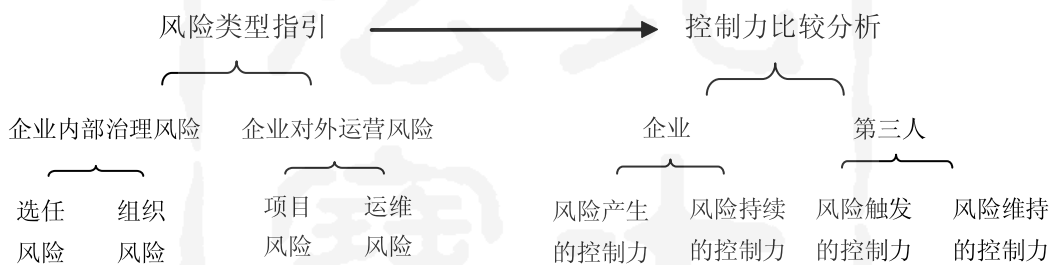 风险类型指引 控制力比较分析
企业内部治理风险 企业对外运营风险 企业 第三人
选任 组织 项目 运维 风险产生 风险持续 风险触发 风险维持
风险 风险 风险 风险 的控制力 的控制力 的控制力 的控制力